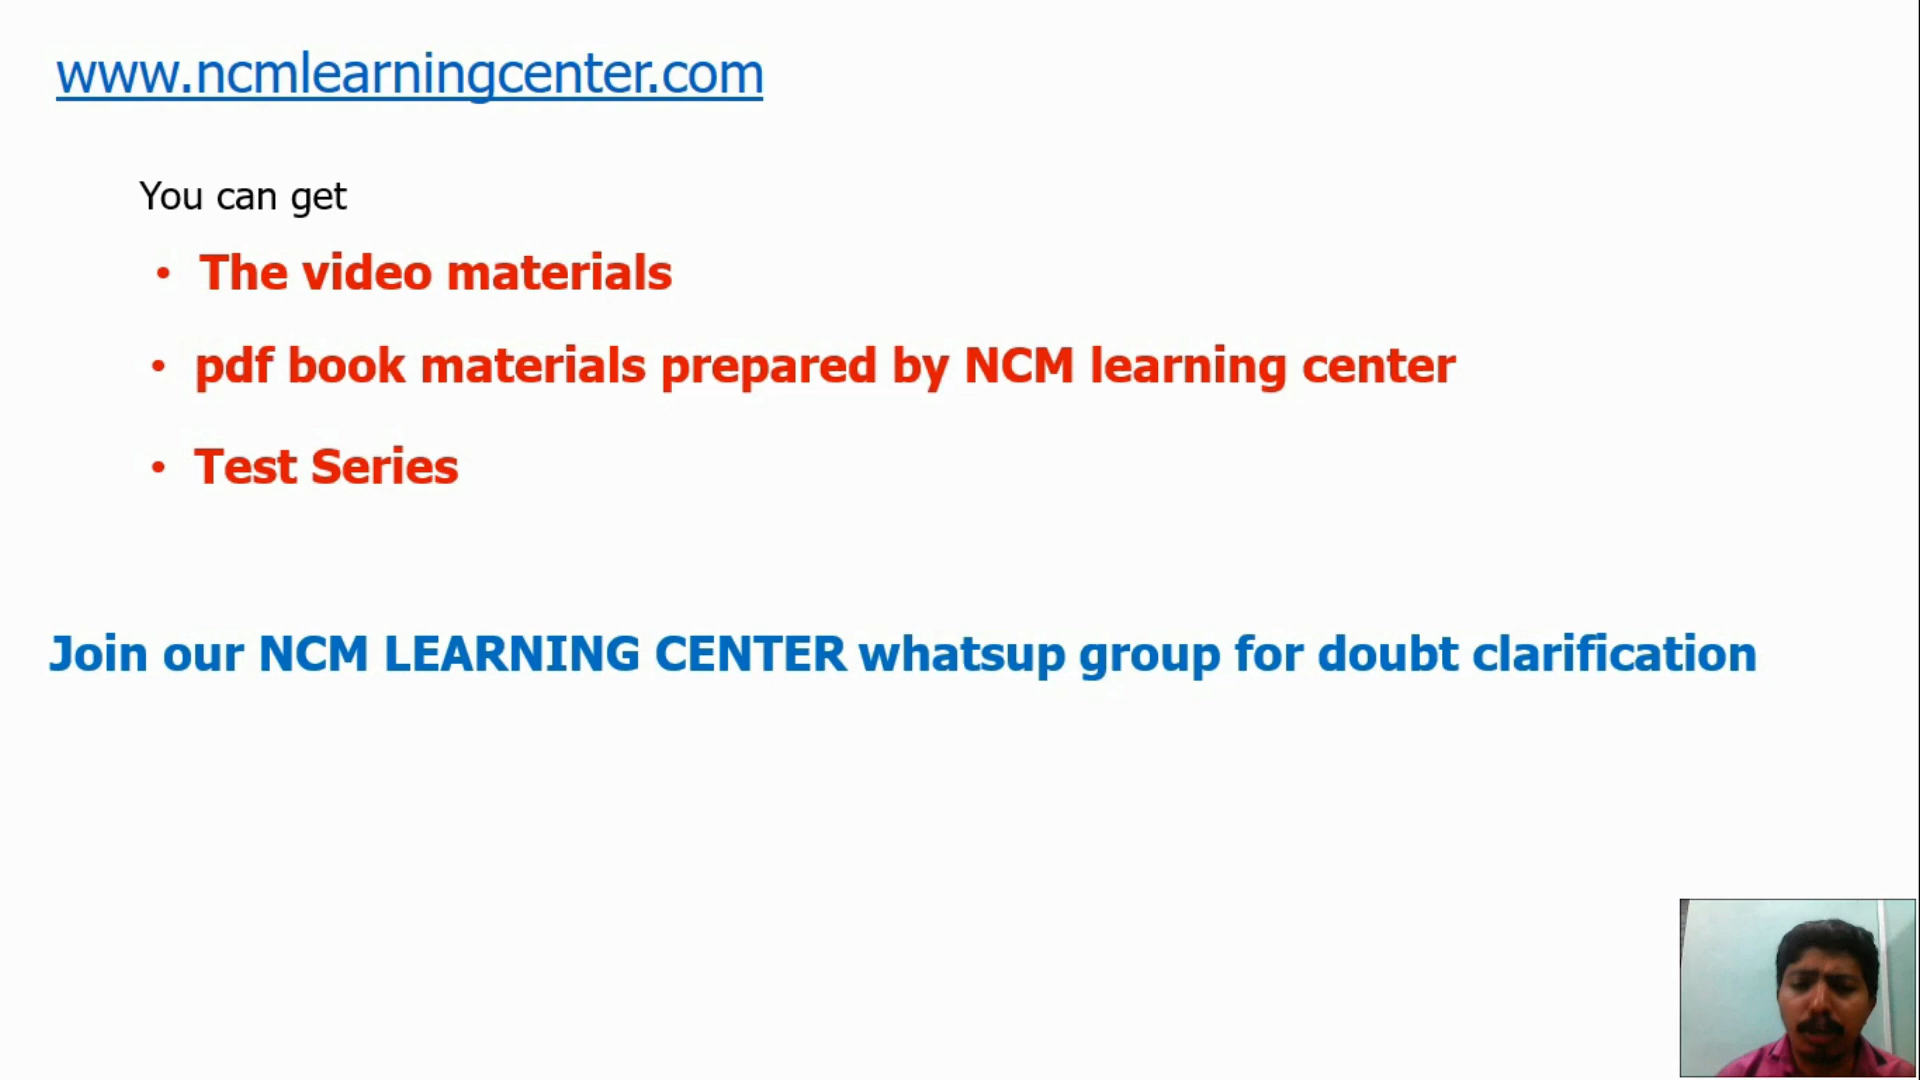 www.ncmlearningcenter.com
You can get
• The video materials
• pdf book materials prepared by NCM learning center
• Test Series
Join our NCM LEARNING CENTER whatsup group for doubt clarification